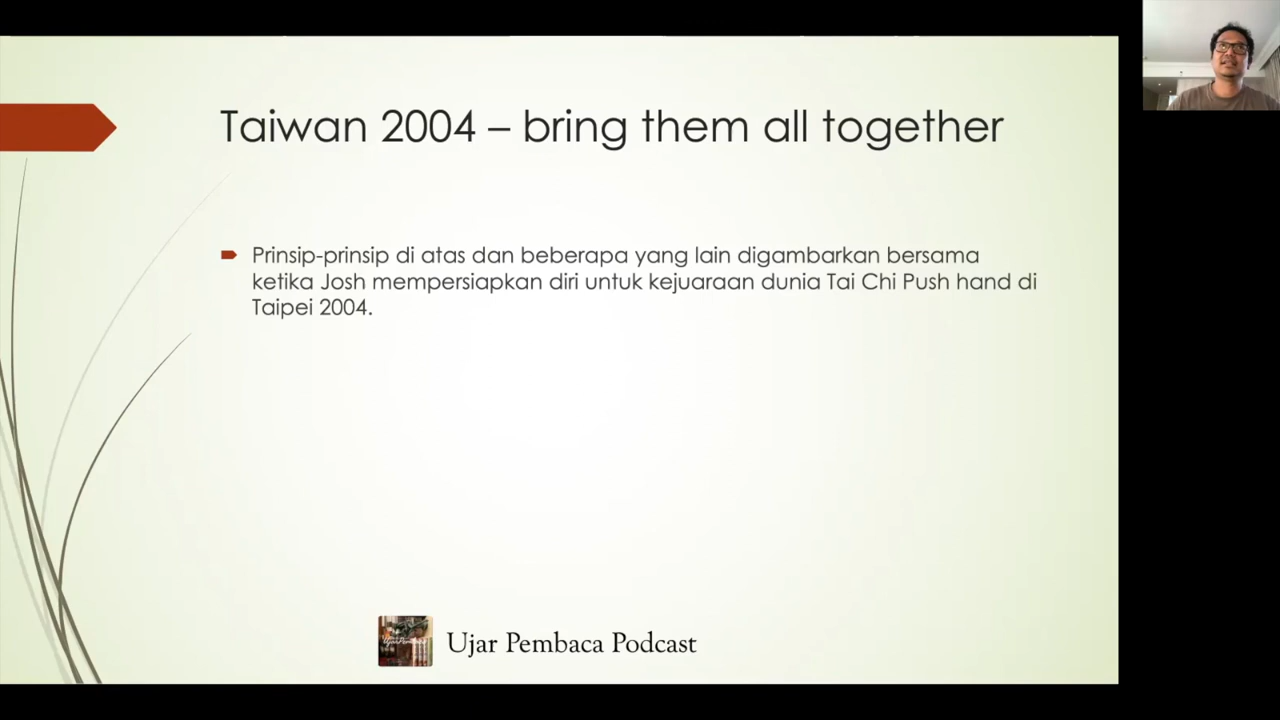 Taiwan 2004 – bring them all together
Prinsip-prinsip di atas dan beberapa yang lain digambarkan bersama
ketika Josh mempersiapkan diri untuk kejuaraan dunia Tai Chi Push hand di
Taipei 2004.
UjarPembaca
Ujar Pembaca Podcast